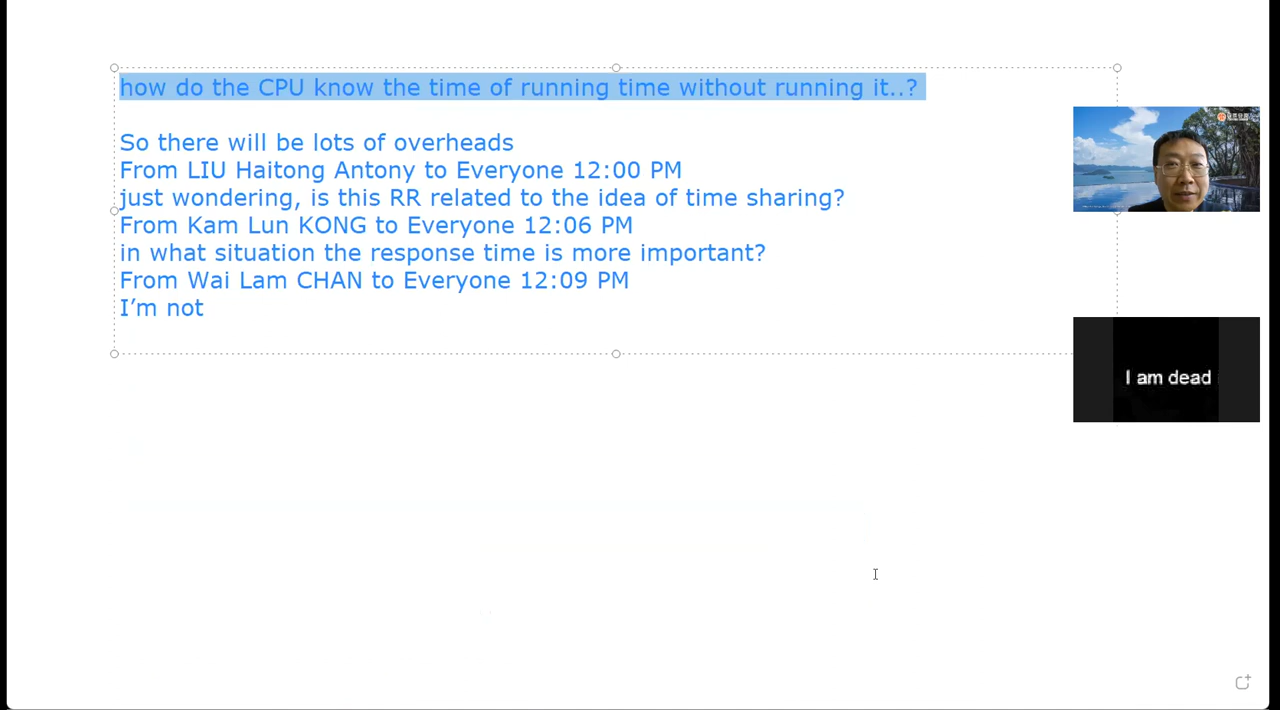 how do the CPU know the time of running time without running it..?
So there will be lots of overheads
From LIU Haitong Antony to Everyone 12:00 PM
just wondering, is this RR related to the idea of time sharing?
From Kam Lun KONG to Everyone 12:06 PM
in what situation the response time is more important?
From Wai Lam CHAN to Everyone 12:09 PM
I’m not
I am dead